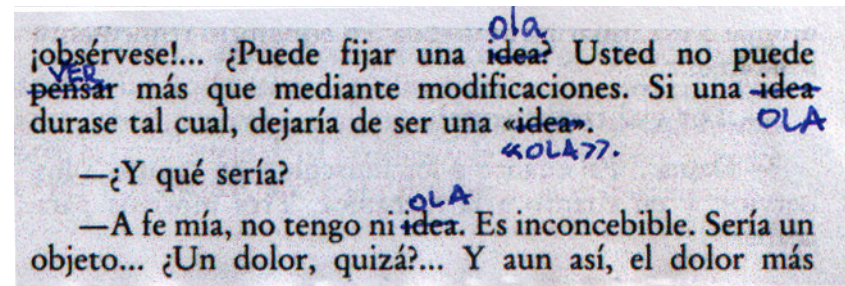 ola
¡obsérvese!... ¿Puede fijar una idea? Usted no puede
VER
pensar más que mediante modificaciones. Si una idea
OLA
durase tal cual, dejaría de ser una «idea».
«OLA».
—¿Y qué sería?
OLA
—A fe mía, no tengo ni idea. Es inconcebible. Sería un
objeto... ¿Un dolor, quizá?... Y aun así, el dolor más